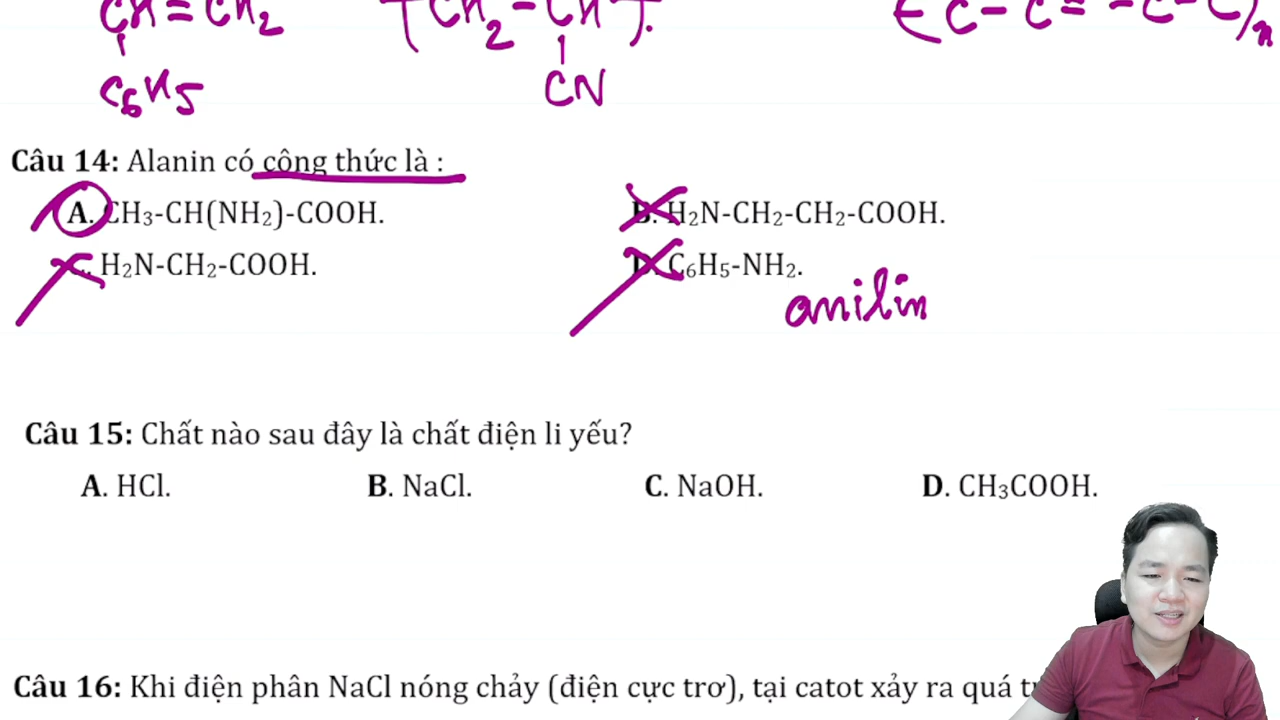 CH=CH2 (CH2-CH). (C-C=-C-C)n
C6H5 CN
Câu 14: Alanin có công thức là :
A. CH3-CH(NH2)-COOH. B. H2N-CH2-CH2-COOH.
C. H2N-CH2-COOH. D. C6H5-NH2.
anilin
Câu 15: Chất nào sau đây là chất điện li yếu?
A. HCl. B. NaCl. C. NaOH. D. CH3COOH.
Câu 16: Khi điện phân NaCl nóng chảy (điện cực trơ), tại catot xảy ra quá